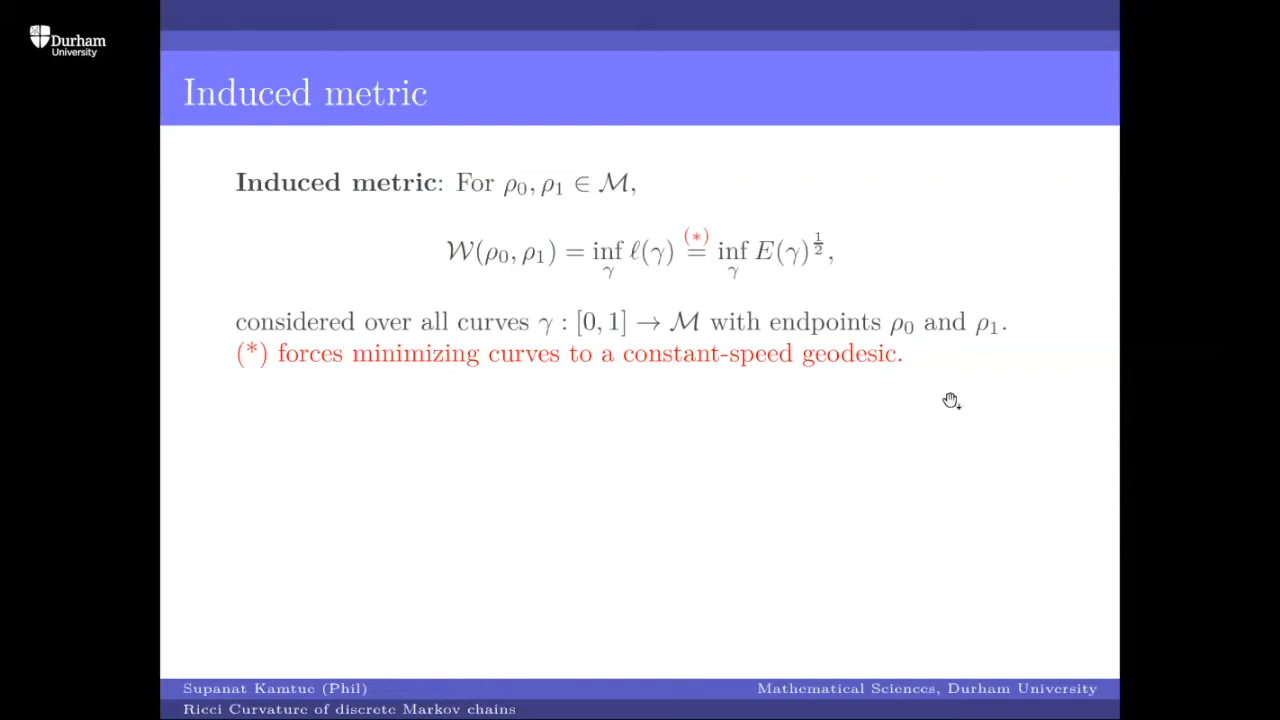 Durham
University
Induced metric
Induced metric: For ρ₀, ρ₁ ∈ ℳ,
𝒲(ρ₀, ρ₁) = inf_γ ℓ(γ) (*)= inf_γ E(γ)^{1/2},
considered over all curves γ : [0, 1] → ℳ with endpoints ρ₀ and ρ₁.
(*) forces minimizing curves to a constant-speed geodesic.
Supanat Kamtue (Phil)
Mathematical Sciences, Durham University
Ricci Curvature of discrete Markov chains